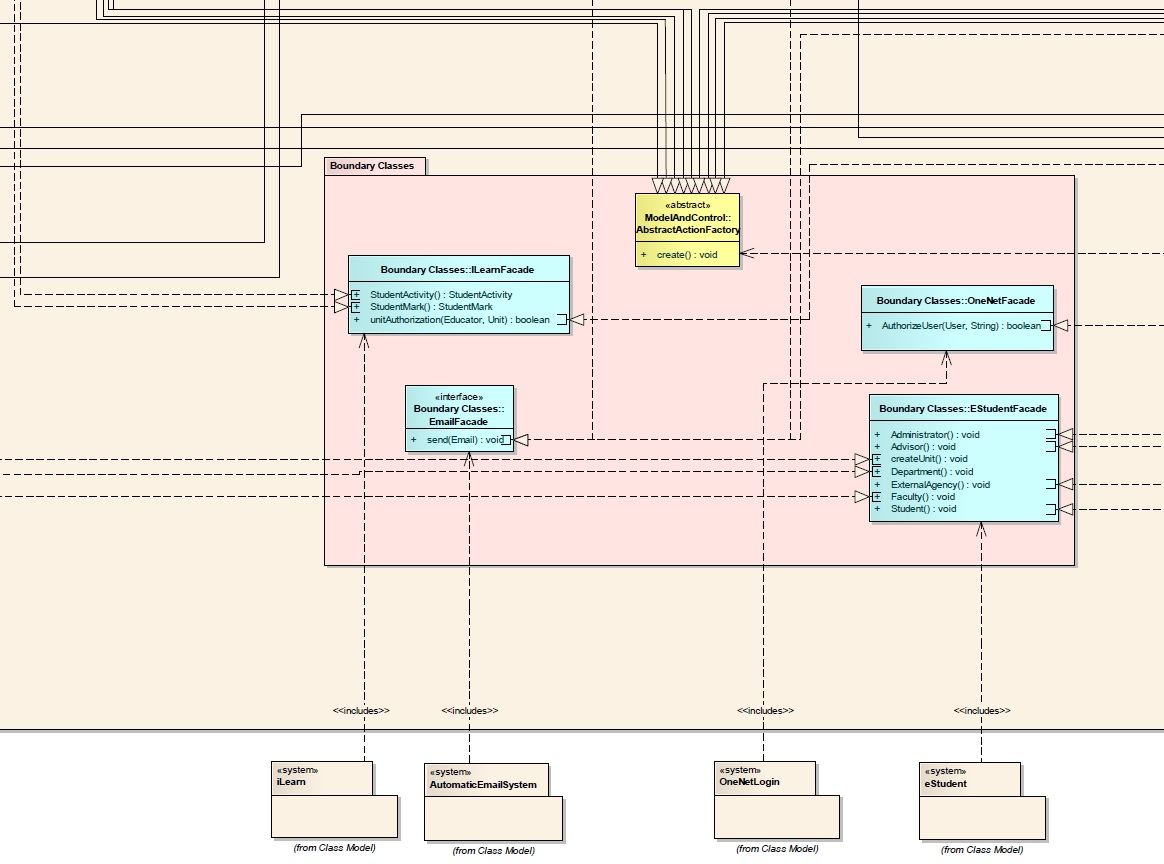 Boundary Classes
«abstract»
ModelAndControl::
AbstractActionFactory
+ create() : void
Boundary Classes::ILearnFacade
+ StudentActivity() : StudentActivity
+ StudentMark() : StudentMark
+ unitAuthorization(Educator, Unit) : boolean
Boundary Classes::OneNetFacade
+ AuthorizeUser(User, String) : boolean
«interface»
Boundary Classes::
EmailFacade
+ send(Email) : void
Boundary Classes::EStudentFacade
+ Administrator() : void
+ Advisor() : void
+ createUnit() : void
+ Department() : void
+ ExternalAgency() : void
+ Faculty() : void
+ Student() : void
<<includes>>
<<includes>>
<<includes>>
<<includes>>
«system»
iLearn
(from Class Model)
«system»
AutomaticEmailSystem
(from Class Model)
«system»
OneNetLogin
(from Class Model)
«system»
eStudent
(from Class Model)